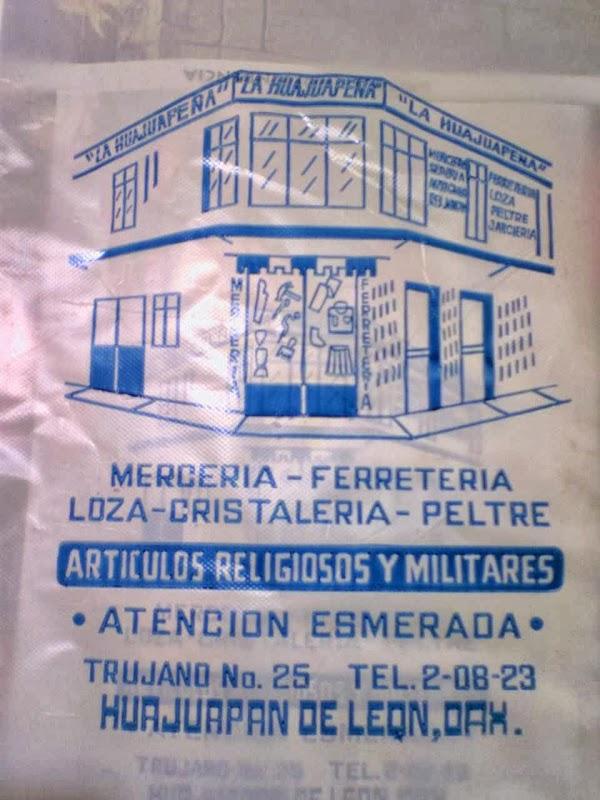 "LA HUAJUAPEÑA" "LA HUAJUAPEÑA" "LA HUAJUAPEÑA"
MERCERIA
FERRETERIA
LOZA
PELTRE
JARCIERIA
MERCERIA
FERRETERIA
MERCERIA - FERRETERIA
LOZA-CRISTALERIA - PELTRE
ARTICULOS RELIGIOSOS Y MILITARES
• ATENCION ESMERADA •
TRUJANO No. 25 TEL. 2-08-23
HUAJUAPAN DE LEON, OAX.